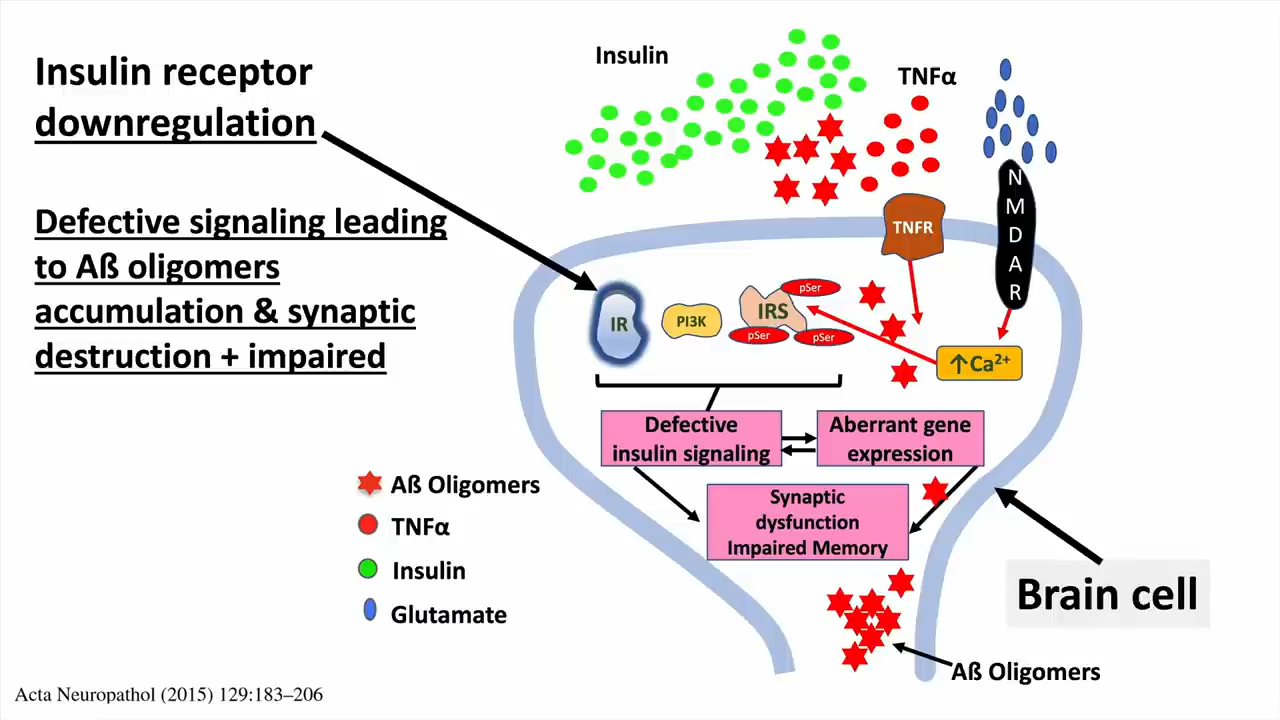 Insulin receptor
downregulation
Defective signaling leading
to Aß oligomers
accumulation & synaptic
destruction + impaired
Insulin
TNFα
TNFR
N
M
D
A
R
IR
PI3K
IRS
pSer
pSer
pSer
↑Ca²⁺
Defective
insulin signaling
Aberrant gene
expression
Synaptic
dysfunction
Impaired Memory
Aß Oligomers
TNFα
Insulin
Glutamate
Brain cell
Aß Oligomers
Acta Neuropathol (2015) 129:183–206